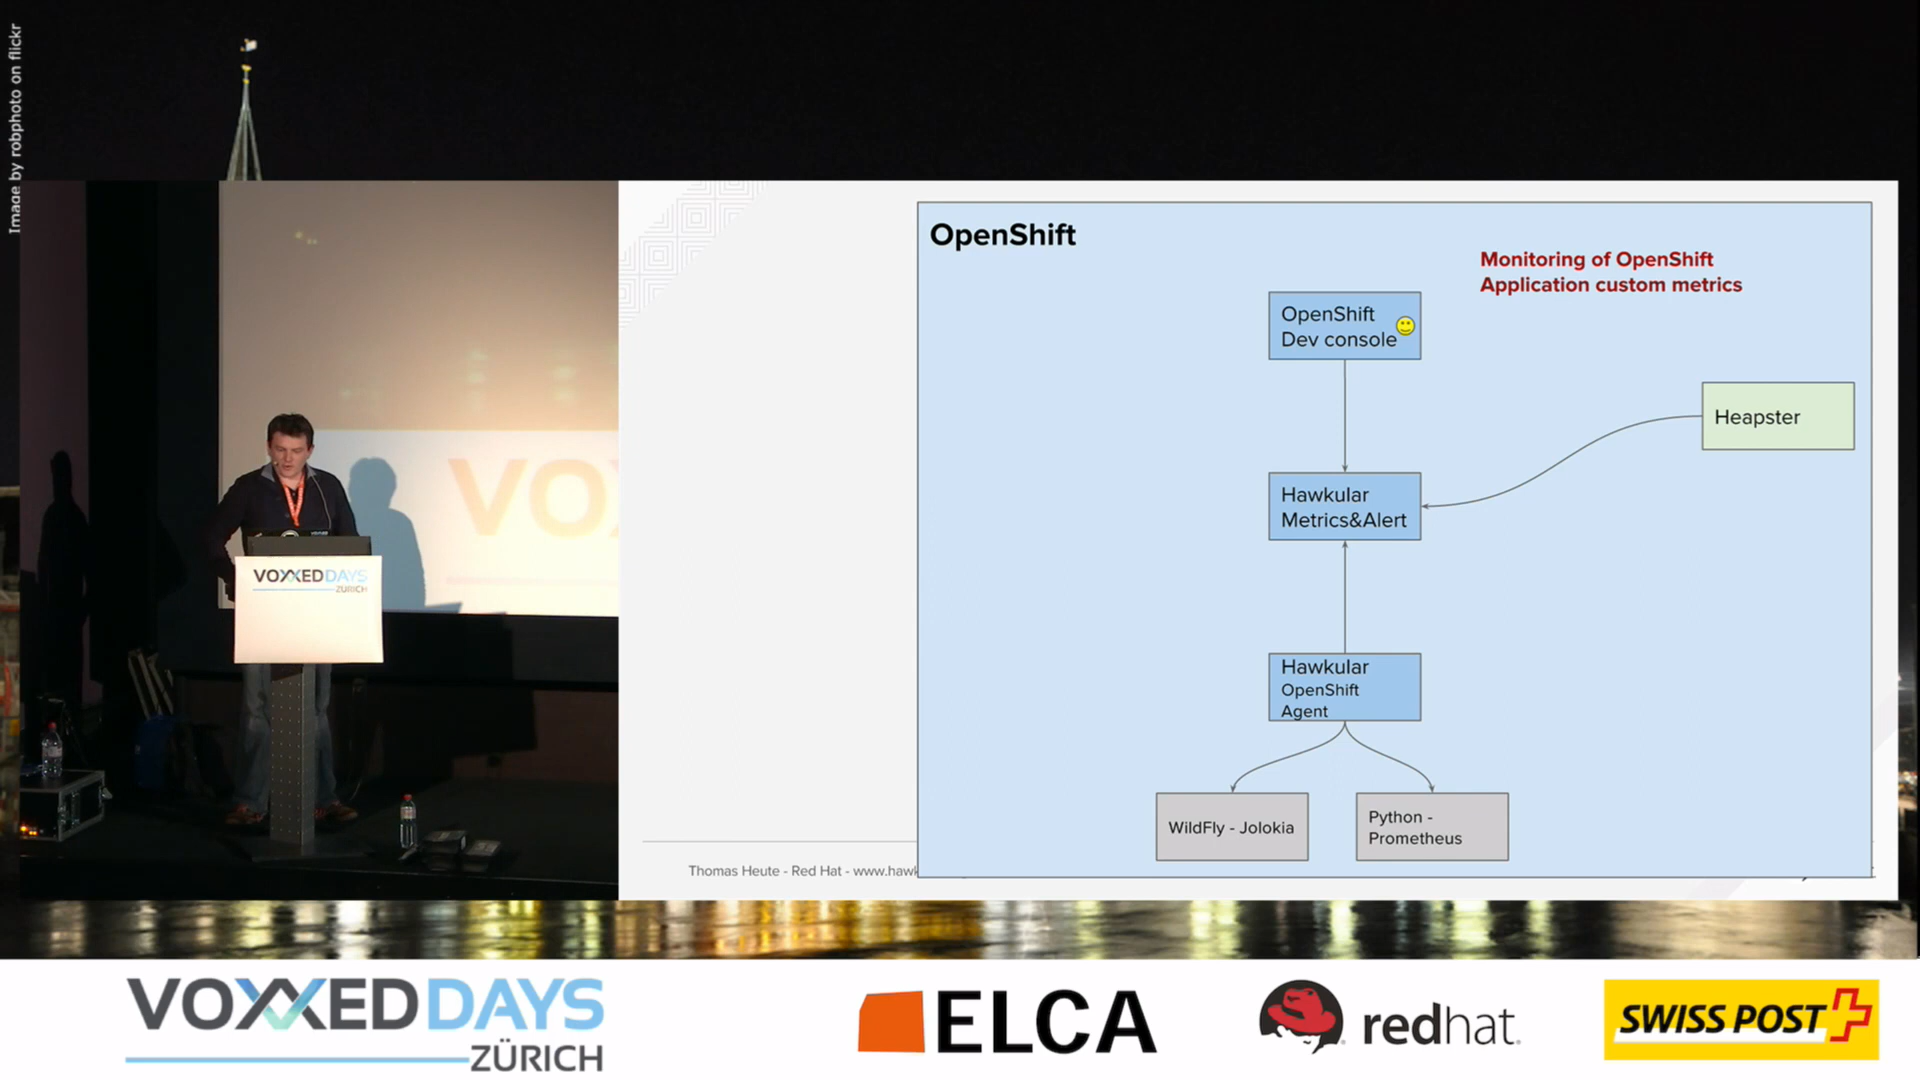 Image by robphoto on flickr
OpenShift
Monitoring of OpenShift
Application custom metrics
OpenShift
Dev console
Heapster
Hawkular
Metrics&Alert
Hawkular
OpenShift
Agent
WildFly - Jolokia
Python -
Prometheus
Thomas Heute - Red Hat - www.hawk
VO
VOXXED DAYS
ZÜRICH
VOXXED DAYS
ZÜRICH
ELCA
redhat.
SWISS POST